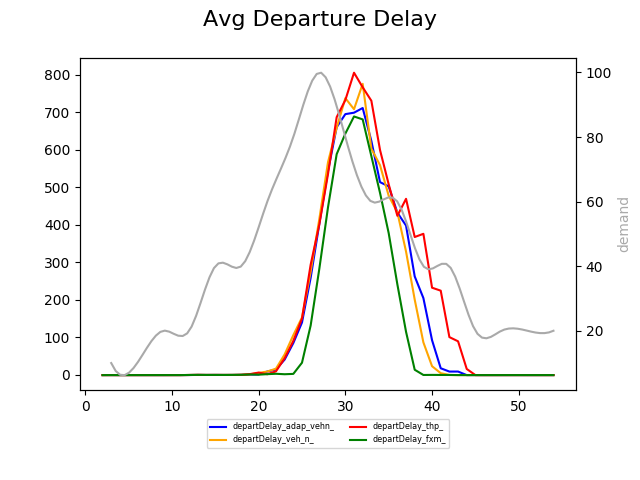 Avg Departure Delay
800
700
600
500
400
300
200
100
0
100
80
60
40
20
demand
0 10 20 30 40 50
departDelay_adap_vehn_ departDelay_thp_
departDelay_veh_n_ departDelay_fxm_